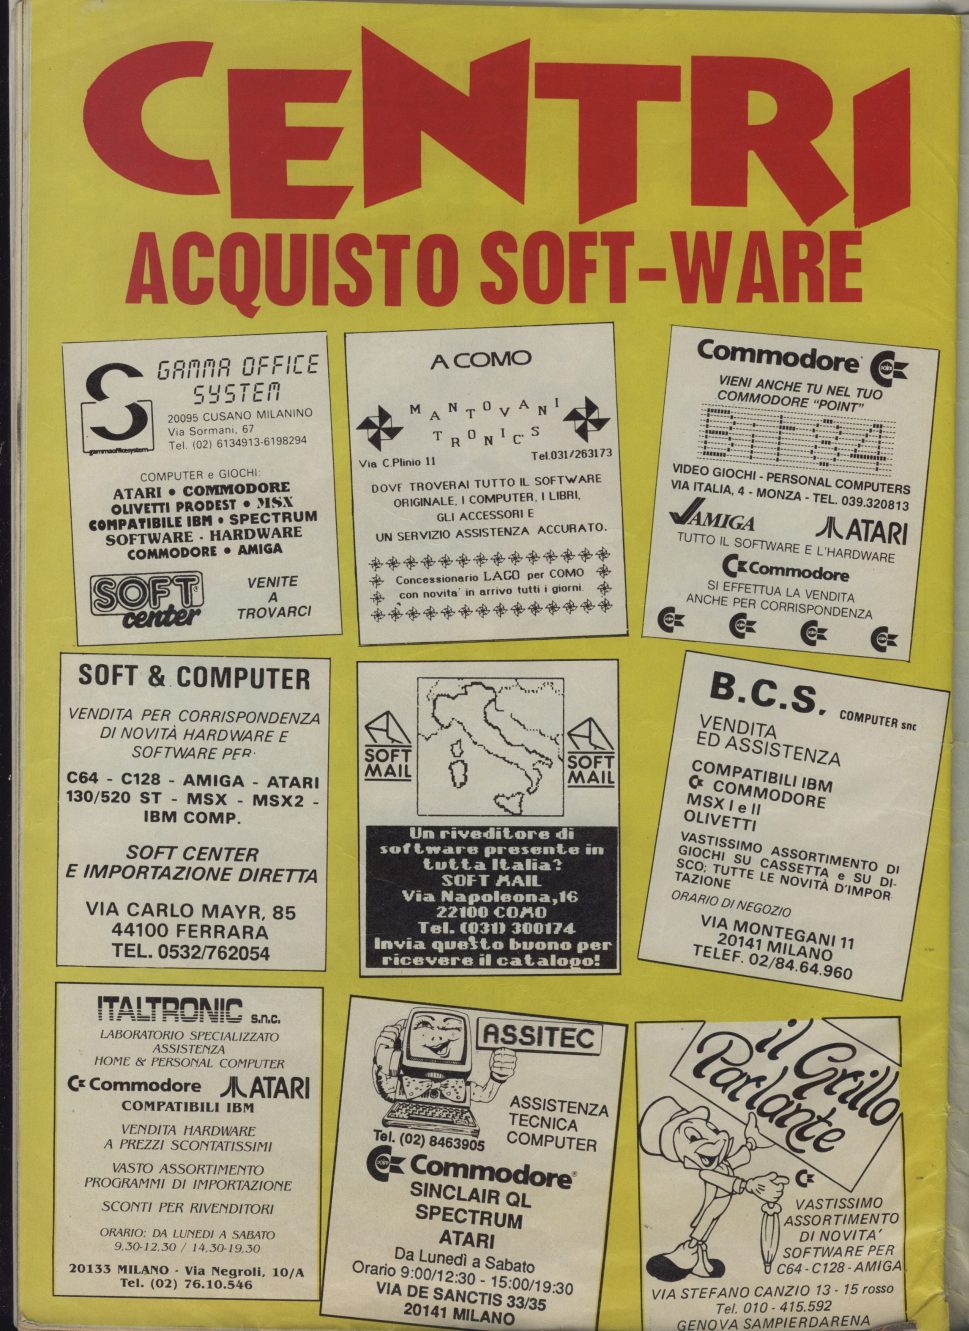 CENTRI
ACQUISTO SOFT-WARE
GAMMA OFFICE
SYSTEM
20095 CUSANO MILANINO
Via Sormani, 67
Tel. (02) 6134913-6198294
gammaofficesystem
COMPUTER e GIOCHI:
ATARI • COMMODORE
OLIVETTI PRODEST • MSX
COMPATIBILE IBM • SPECTRUM
SOFTWARE - HARDWARE
COMMODORE • AMIGA
SOFT
center
VENITE
A
TROVARCI
A COMO
MANTOVANI
TRONIC'S
Via C.Plinio 11
Tel.031/263173
DOVE TROVERAI TUTTO IL SOFTWARE
ORIGINALE, I COMPUTER, I LIBRI,
GLI ACCESSORI E
UN SERVIZIO ASSISTENZA ACCURATO.
Concessionario LAGO per COMO
con novita' in arrivo tutti i giorni.
Commodore
VIENI ANCHE TU NEL TUO
COMMODORE "POINT"
BIT84
VIDEO GIOCHI - PERSONAL COMPUTERS
VIA ITALIA, 4 - MONZA - TEL. 039.320813
AMIGA
ATARI
TUTTO IL SOFTWARE E L'HARDWARE
Commodore
SI EFFETTUA LA VENDITA
ANCHE PER CORRISPONDENZA
SOFT & COMPUTER
VENDITA PER CORRISPONDENZA
DI NOVITÀ HARDWARE E
SOFTWARE PER:
C64 - C128 - AMIGA - ATARI
130/520 ST - MSX - MSX2 -
IBM COMP.
SOFT CENTER
E IMPORTAZIONE DIRETTA
VIA CARLO MAYR, 85
44100 FERRARA
TEL. 0532/762054
SOFT
MAIL
SOFT
MAIL
Un riveditore di
software presente in
tutta Italia?
SOFT MAIL
Via Napoleona,16
22100 COMO
Tel. (031) 300174
Invia questo buono per
ricevere il catalogo!
B.C.S. COMPUTER snc
VENDITA
ED ASSISTENZA
COMPATIBILI IBM
COMMODORE
MSX I e II
OLIVETTI
VASTISSIMO ASSORTIMENTO DI
GIOCHI SU CASSETTA e SU DI-
SCO; TUTTE LE NOVITÀ D'IMPOR
TAZIONE
ORARIO DI NEGOZIO
VIA MONTEGANI 11
20141 MILANO
TELEF. 02/84.64.960
ITALTRONIC s.n.c.
LABORATORIO SPECIALIZZATO
ASSISTENZA
HOME & PERSONAL COMPUTER
Commodore ATARI
COMPATIBILI IBM
VENDITA HARDWARE
A PREZZI SCONTATISSIMI
VASTO ASSORTIMENTO
PROGRAMMI DI IMPORTAZIONE
SCONTI PER RIVENDITORI
ORARIO: DA LUNEDI A SABATO
9.30-12.30 / 14.30-19.30
20133 MILANO - Via Negroli, 10/A
Tel. (02) 76.10.546
ASSITEC
ASSISTENZA
TECNICA
COMPUTER
Tel. (02) 8463905
Commodore
SINCLAIR QL
SPECTRUM
ATARI
Da Lunedì a Sabato
Orario 9:00/12:30 - 15:00/19:30
VIA DE SANCTIS 33/35
20141 MILANO
il Grillo
Parlante
VASTISSIMO
ASSORTIMENTO
DI NOVITA'
SOFTWARE PER
C64 - C128 - AMIGA
VIA STEFANO CANZIO 13 - 15 rosso
Tel. 010 - 415.592
GENOVA SAMPIERDARENA